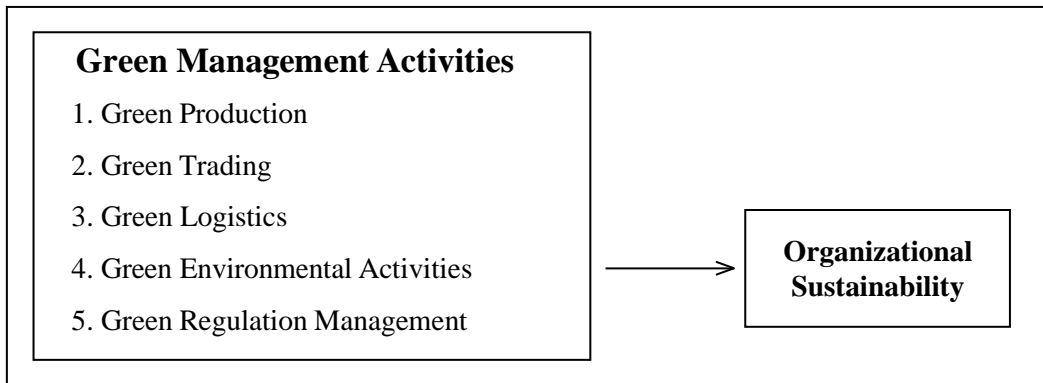 Green Management Activities
1. Green Production
2. Green Trading
3. Green Logistics
4. Green Environmental Activities
5. Green Regulation Management
Organizational
Sustainability